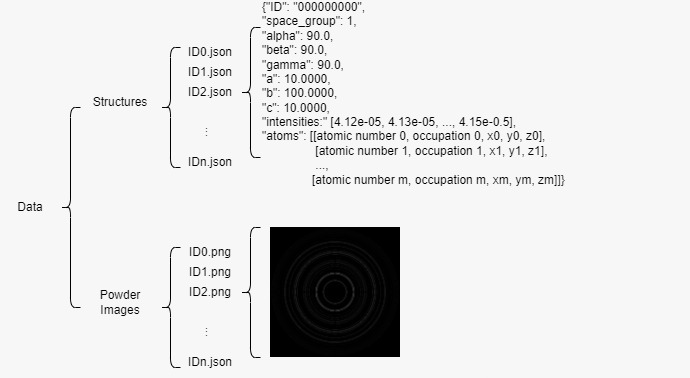 {"ID": "000000000",
"space_group": 1,
"alpha": 90.0,
"beta": 90.0,
"gamma": 90.0,
"a": 10.0000,
"b": 100.0000,
"c": 10.0000,
"intensities:" [4.12e-05, 4.13e-05, ..., 4.15e-0.5],
"atoms": [[atomic number 0, occupation 0, x0, y0, z0],
[atomic number 1, occupation 1, x1, y1, z1],
...,
[atomic number m, occupation m, xm, ym, zm]]}
ID0.json
ID1.json
ID2.json
⋮
IDn.json
Structures
Data
Powder
Images
ID0.png
ID1.png
ID2.png
⋮
IDn.json